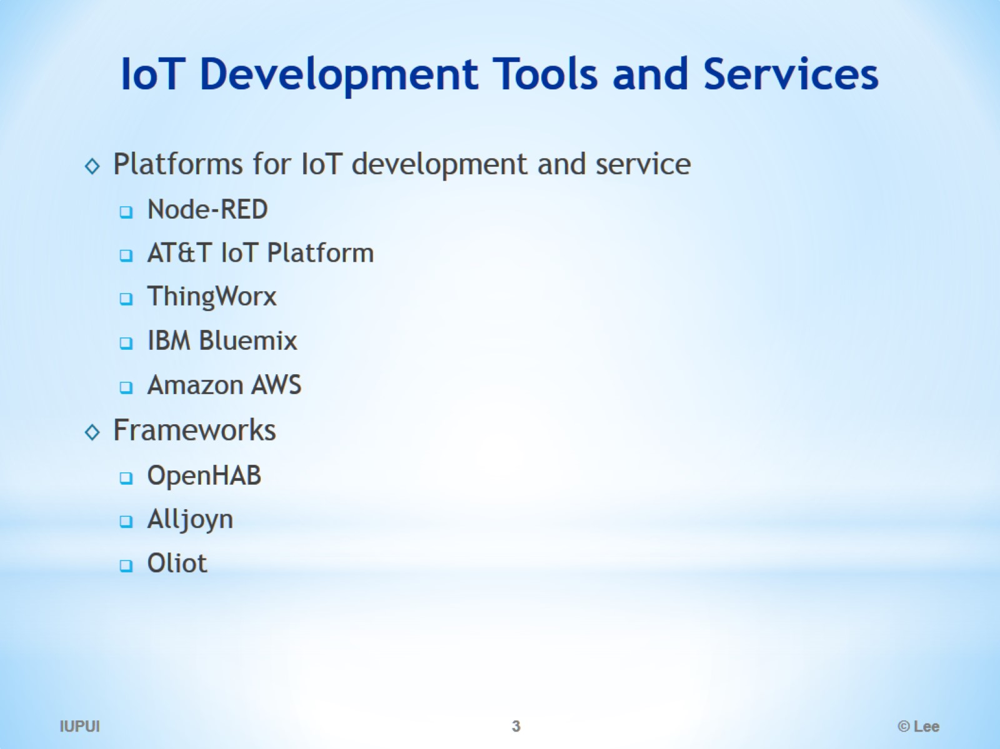 IoT Development Tools and Services
Platforms for IoT development and service
Node-RED
AT&T IoT Platform
ThingWorx
IBM Bluemix
Amazon AWS
Frameworks
OpenHAB
Alljoyn
Oliot
IUPUI
3
© Lee